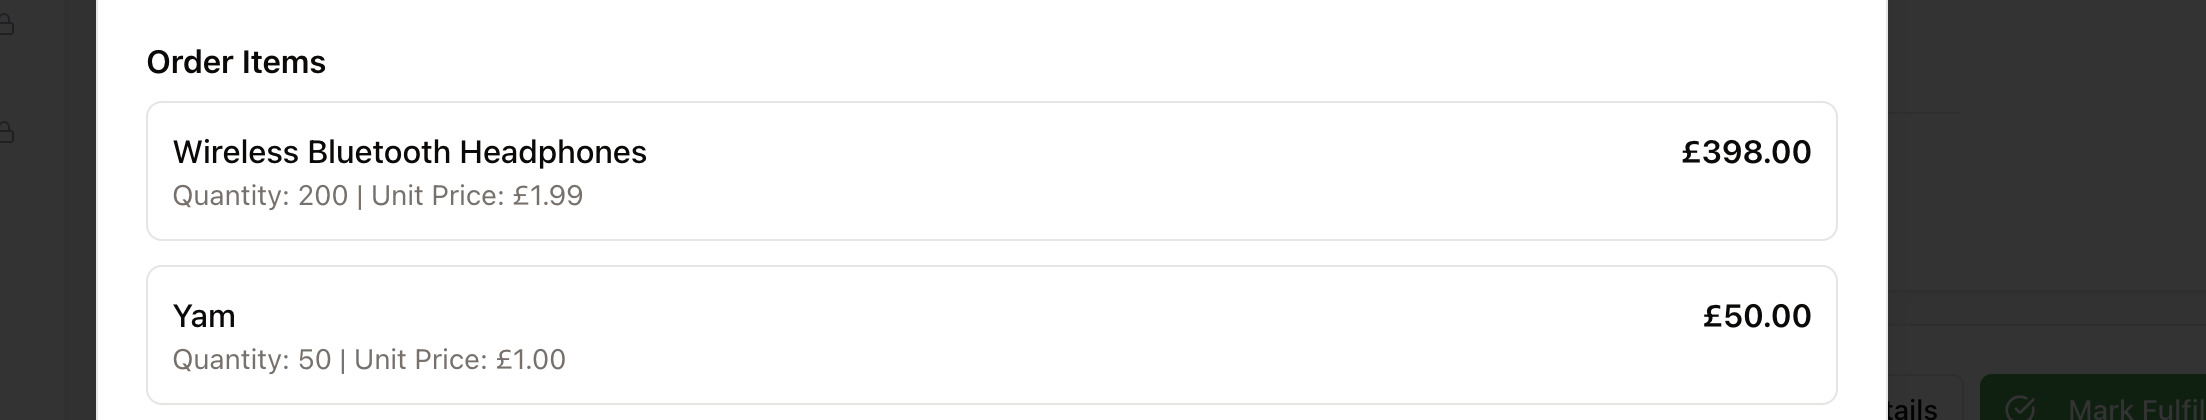 Order Items
Wireless Bluetooth Headphones
£398.00
Quantity: 200 | Unit Price: £1.99
Yam
£50.00
Quantity: 50 | Unit Price: £1.00
tails
Mark Fulfil